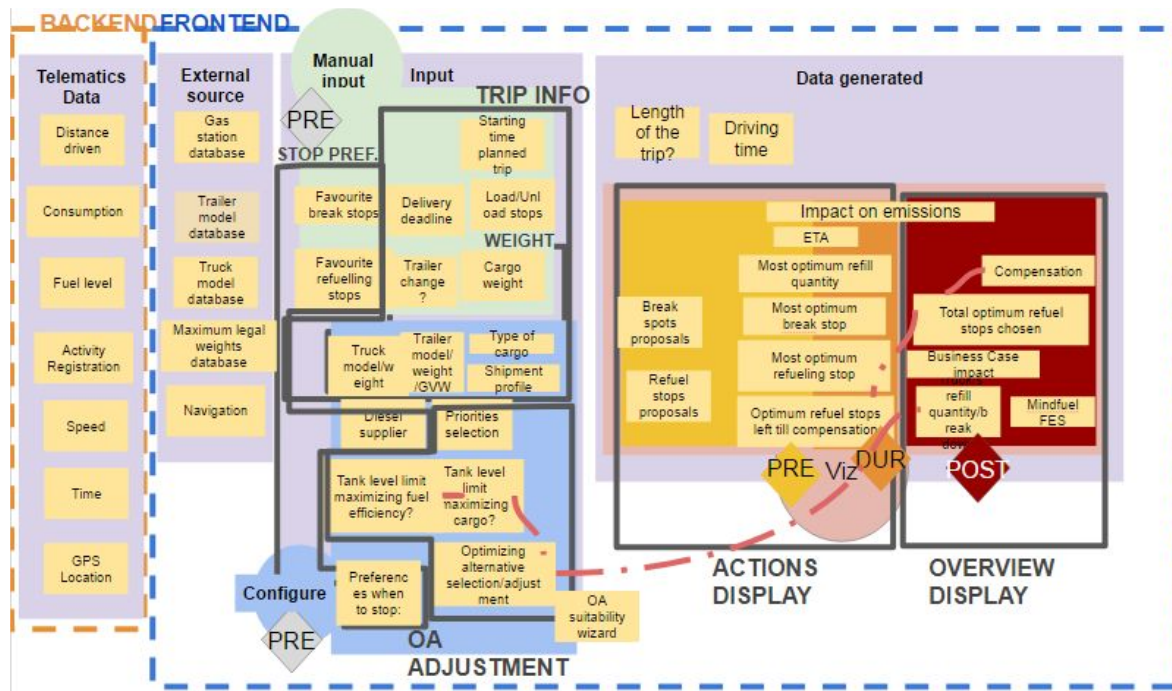 BACKEND
FRONTEND
Telematics
Data
Distance
driven
Consumption
Fuel level
Activity
Registration
Speed
Time
GPS
Location
External
source
Gas
station
database
Trailer
model
database
Truck
model
database
Maximum legal
weights
database
Navigation
Manual
input
Input
PRE
TRIP INFO
STOP PREF.
Starting
time
planned
trip
Favourite
break stops
Delivery
deadline
Load/Unl
oad stops
WEIGHT
Favourite
refuelling
stops
Trailer
change
?
Cargo
weight
Truck
model/w
eight
Trailer
model/
weight
/GVW
Type of
cargo
Shipment
profile
Diesel
supplier
Priorities
selection
Tank level limit
maximizing fuel
efficiency?
Tank level
limit
maximizing
cargo?
Optimizing
alternative
selection/adjust
ment
Configure
PRE
Preferenc
es when
to stop:
OA
suitability
wizard
OA
ADJUSTMENT
Data generated
Length
of the
trip?
Driving
time
Impact on emissions
ETA
Most optimum refill
quantity
Most optimum
break stop
Most optimum
refueling stop
Optimum refuel stops
left till compensation
Break
spots
proposals
Refuel
stops
proposals
PRE
Viz
DUR
Compensation
Total optimum refuel
stops chosen
Business Case
impact
refill
quantity/b
reak
Mindfuel
FES
POST
ACTIONS
DISPLAY
OVERVIEW
DISPLAY